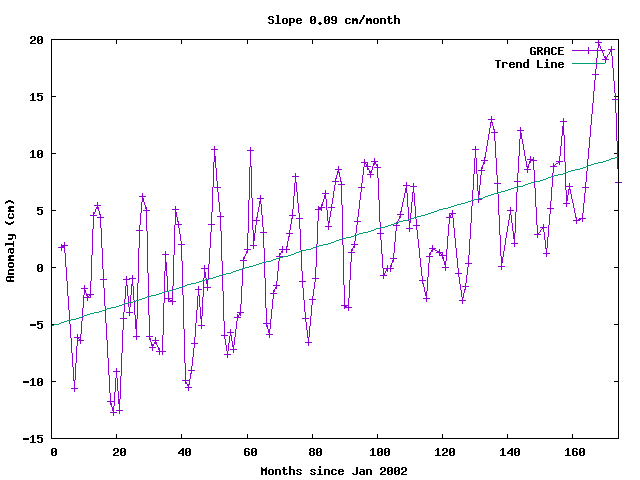 Slope 0.09 cm/month
GRACE
Trend Line
20
15
10
5
0
-5
-10
-15
Anomaly (cm)
0 20 40 60 80 100 120 140 160
Months since Jan 2002